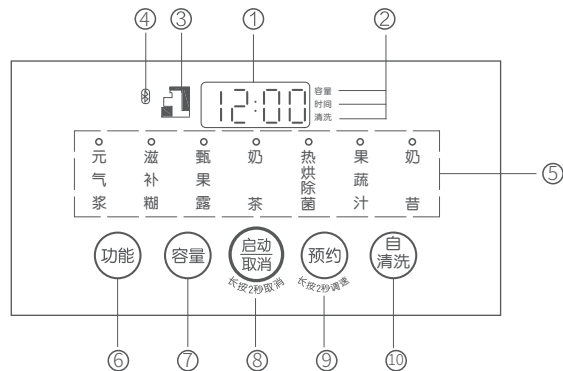 ④ ③ ① ②
12:00
容量
时间
清洗
元气浆 滋补糊 甄果露 奶茶 热烘除菌 果蔬汁 奶昔
⑤
功能 容量 启动/取消 预约 自清洗
长按2秒取消 长按2秒调速
⑥ ⑦ ⑧ ⑨ ⑩